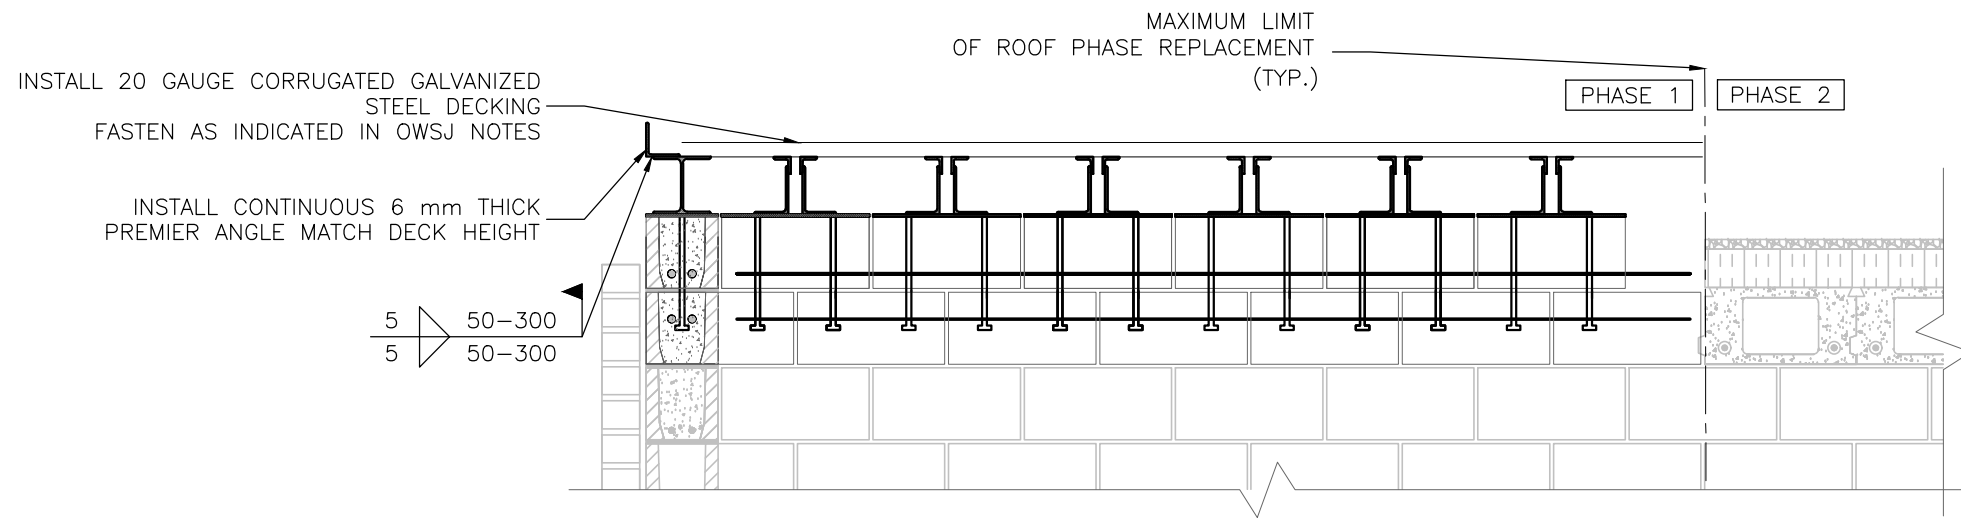 MAXIMUM LIMIT
OF ROOF PHASE REPLACEMENT
(TYP.)
INSTALL 20 GAUGE CORRUGATED GALVANIZED
STEEL DECKING
FASTEN AS INDICATED IN OWSJ NOTES
PHASE 1
PHASE 2
INSTALL CONTINUOUS 6 mm THICK
PREMIER ANGLE MATCH DECK HEIGHT
5 50-300
5 50-300